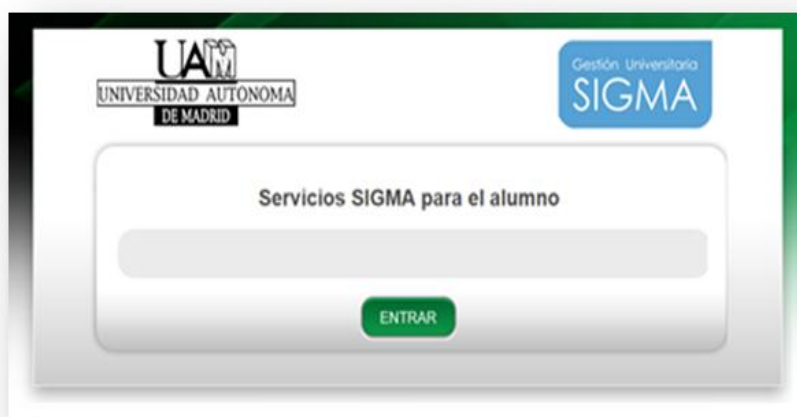 UAM
UNIVERSIDAD AUTONOMA
DE MADRID
Gestión Universitaria
SIGMA
Servicios SIGMA para el alumno
ENTRAR